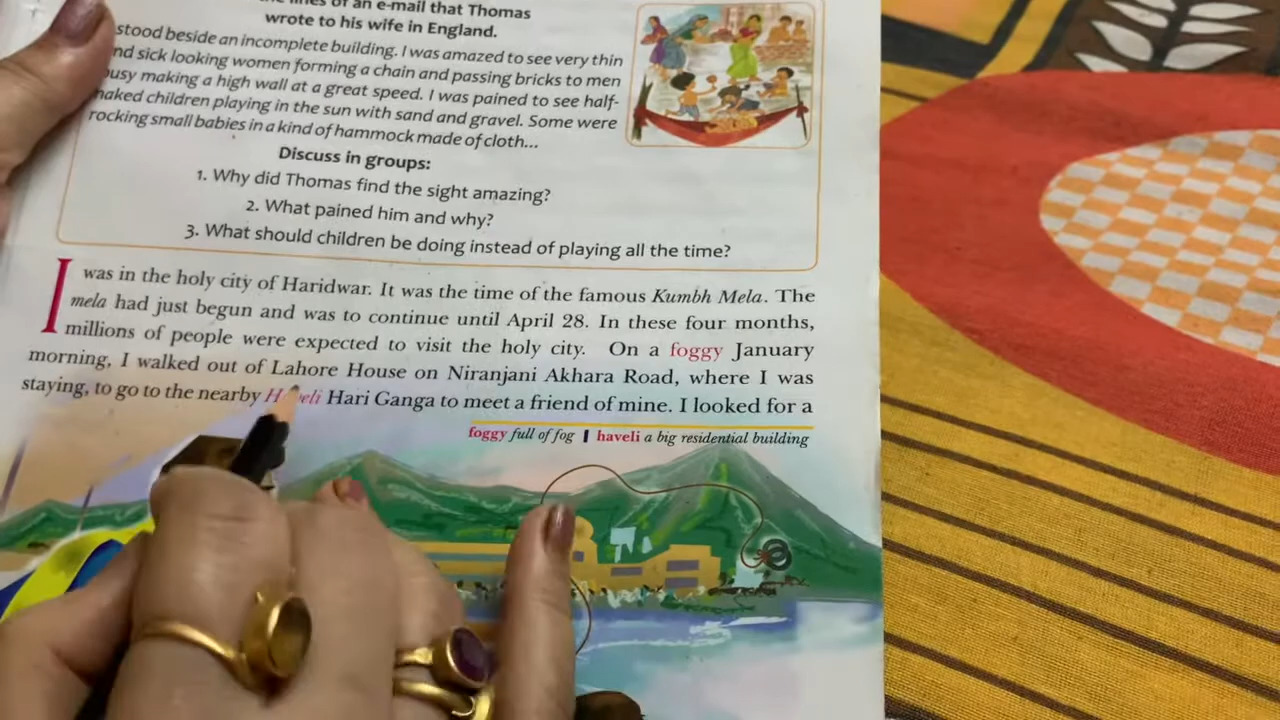 of an e-mail that Thomas
wrote to his wife in England.
stood beside an incomplete building. I was amazed to see very thin
nd sick looking women forming a chain and passing bricks to men
usy making a high wall at a great speed. I was pained to see half-
naked children playing in the sun with sand and gravel. Some were
rocking small babies in a kind of hammock made of cloth...
Discuss in groups:
1. Why did Thomas find the sight amazing?
2. What pained him and why?
3. What should children be doing instead of playing all the time?
I was in the holy city of Haridwar. It was the time of the famous Kumbh Mela. The
mela had just begun and was to continue until April 28. In these four months,
millions of people were expected to visit the holy city. On a foggy January
morning, I walked out of Lahore House on Niranjani Akhara Road, where I was
staying, to go to the nearby Haveli Hari Ganga to meet a friend of mine. I looked for a
foggy full of fog | haveli a big residential building